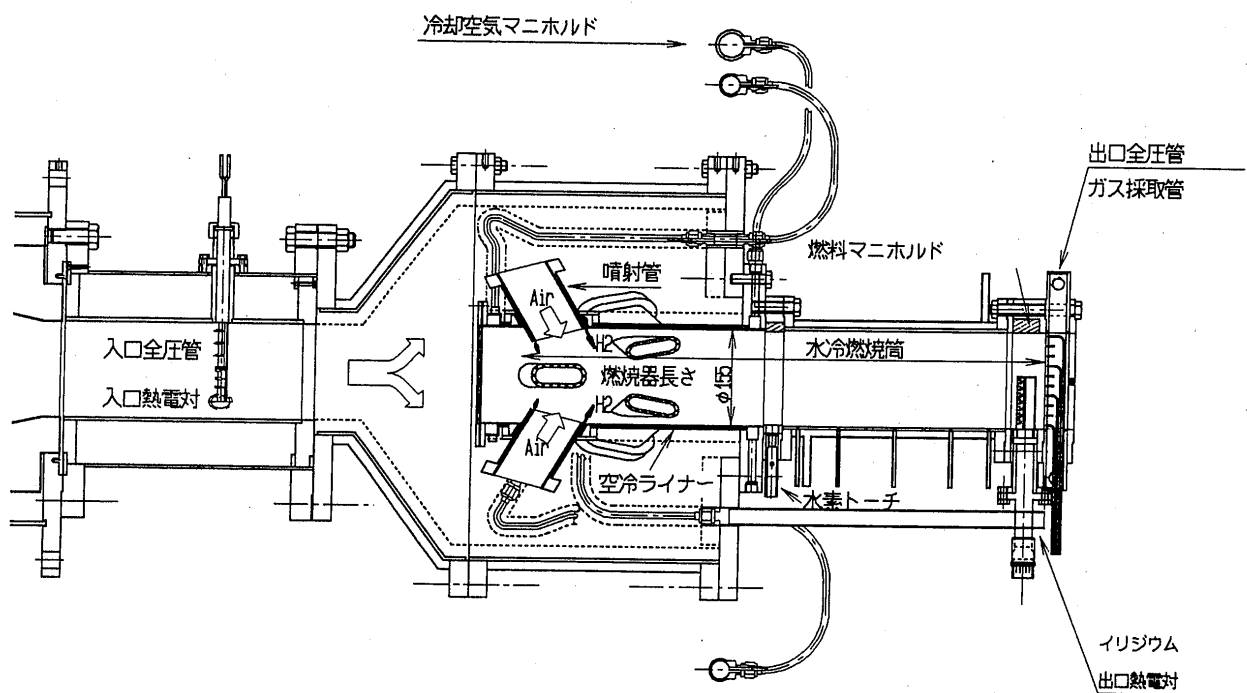 冷却空気マニホルド
出口全圧管
ガス採取管
燃料マニホルド
噴射管
Air
入口全圧管
H2
水冷燃焼筒
入口熱電対
燃焼器長さ
φ155
H2
Air
空冷ライナー
水素トーチ
イリジウム
出口熱電対